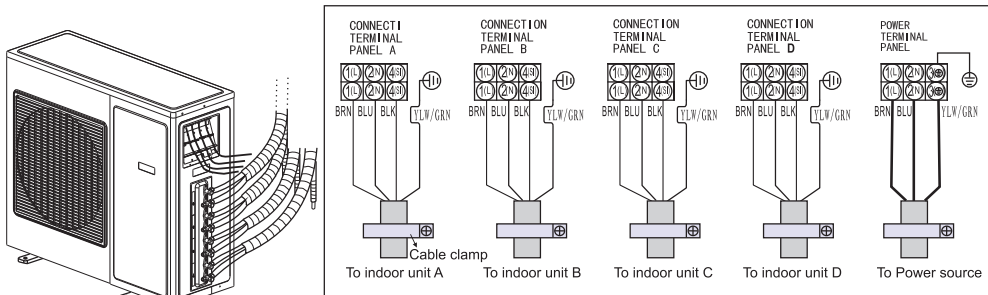 CONNECTI
TERMINAL
PANEL A
CONNECTION
TERMINAL
PANEL B
CONNECTION
TERMINAL
PANEL C
CONNECTION
TERMINAL
PANEL D
POWER
TERMINAL
PANEL
1(L) 2(N) 4(SI)
1(L) 2(N) 4(SI)
1(L) 2(N) 4(SI)
1(L) 2(N) 4(SI)
1(L) 2(N) 4(SI)
1(L) 2(N) 4(SI)
1(L) 2(N) 4(SI)
1(L) 2(N) 4(SI)
1(L) 2(N) 3
1(L) 2(N) 3
BRN BLU BLK YLW/GRN
BRN BLU BLK YLW/GRN
BRN BLU BLK YLW/GRN
BRN BLU BLK YLW/GRN
BRN BLU YLW/GRN
Cable clamp
To indoor unit A
To indoor unit B
To indoor unit C
To indoor unit D
To Power source